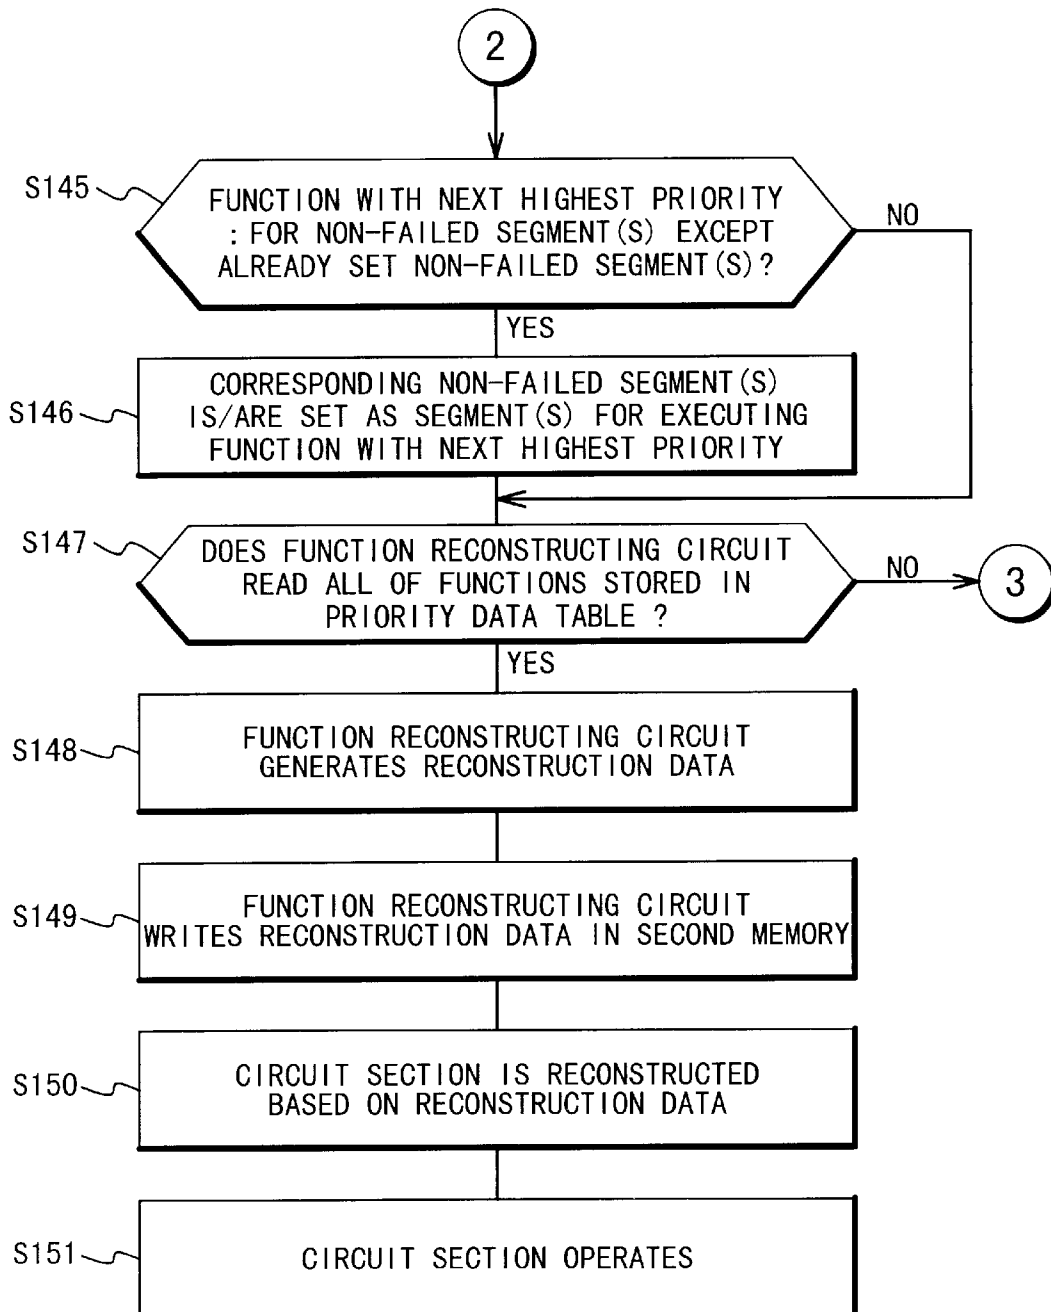 2
S145
FUNCTION WITH NEXT HIGHEST PRIORITY
: FOR NON-FAILED SEGMENT(S) EXCEPT
ALREADY SET NON-FAILED SEGMENT(S)?
NO
YES
S146
CORRESPONDING NON-FAILED SEGMENT(S)
IS/ARE SET AS SEGMENT(S) FOR EXECUTING
FUNCTION WITH NEXT HIGHEST PRIORITY
S147
DOES FUNCTION RECONSTRUCTING CIRCUIT
READ ALL OF FUNCTIONS STORED IN
PRIORITY DATA TABLE ?
NO
3
YES
S148
FUNCTION RECONSTRUCTING CIRCUIT
GENERATES RECONSTRUCTION DATA
S149
FUNCTION RECONSTRUCTING CIRCUIT
WRITES RECONSTRUCTION DATA IN SECOND MEMORY
S150
CIRCUIT SECTION IS RECONSTRUCTED
BASED ON RECONSTRUCTION DATA
S151
CIRCUIT SECTION OPERATES